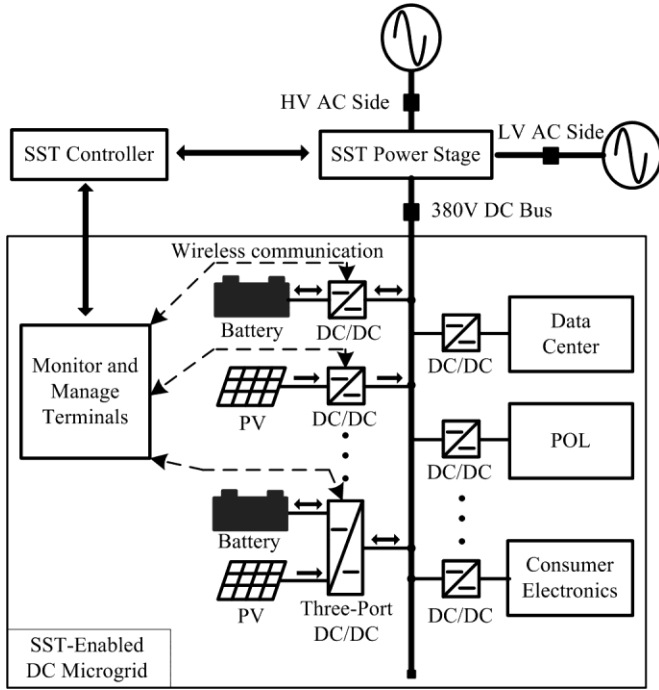 HV AC Side
LV AC Side
SST Controller
SST Power Stage
380V DC Bus
Wireless communication
Battery
DC/DC
Data
Center
DC/DC
Monitor and
Manage
Terminals
PV
DC/DC
POL
DC/DC
Battery
PV
Three-Port
DC/DC
Consumer
Electronics
DC/DC
SST-Enabled
DC Microgrid